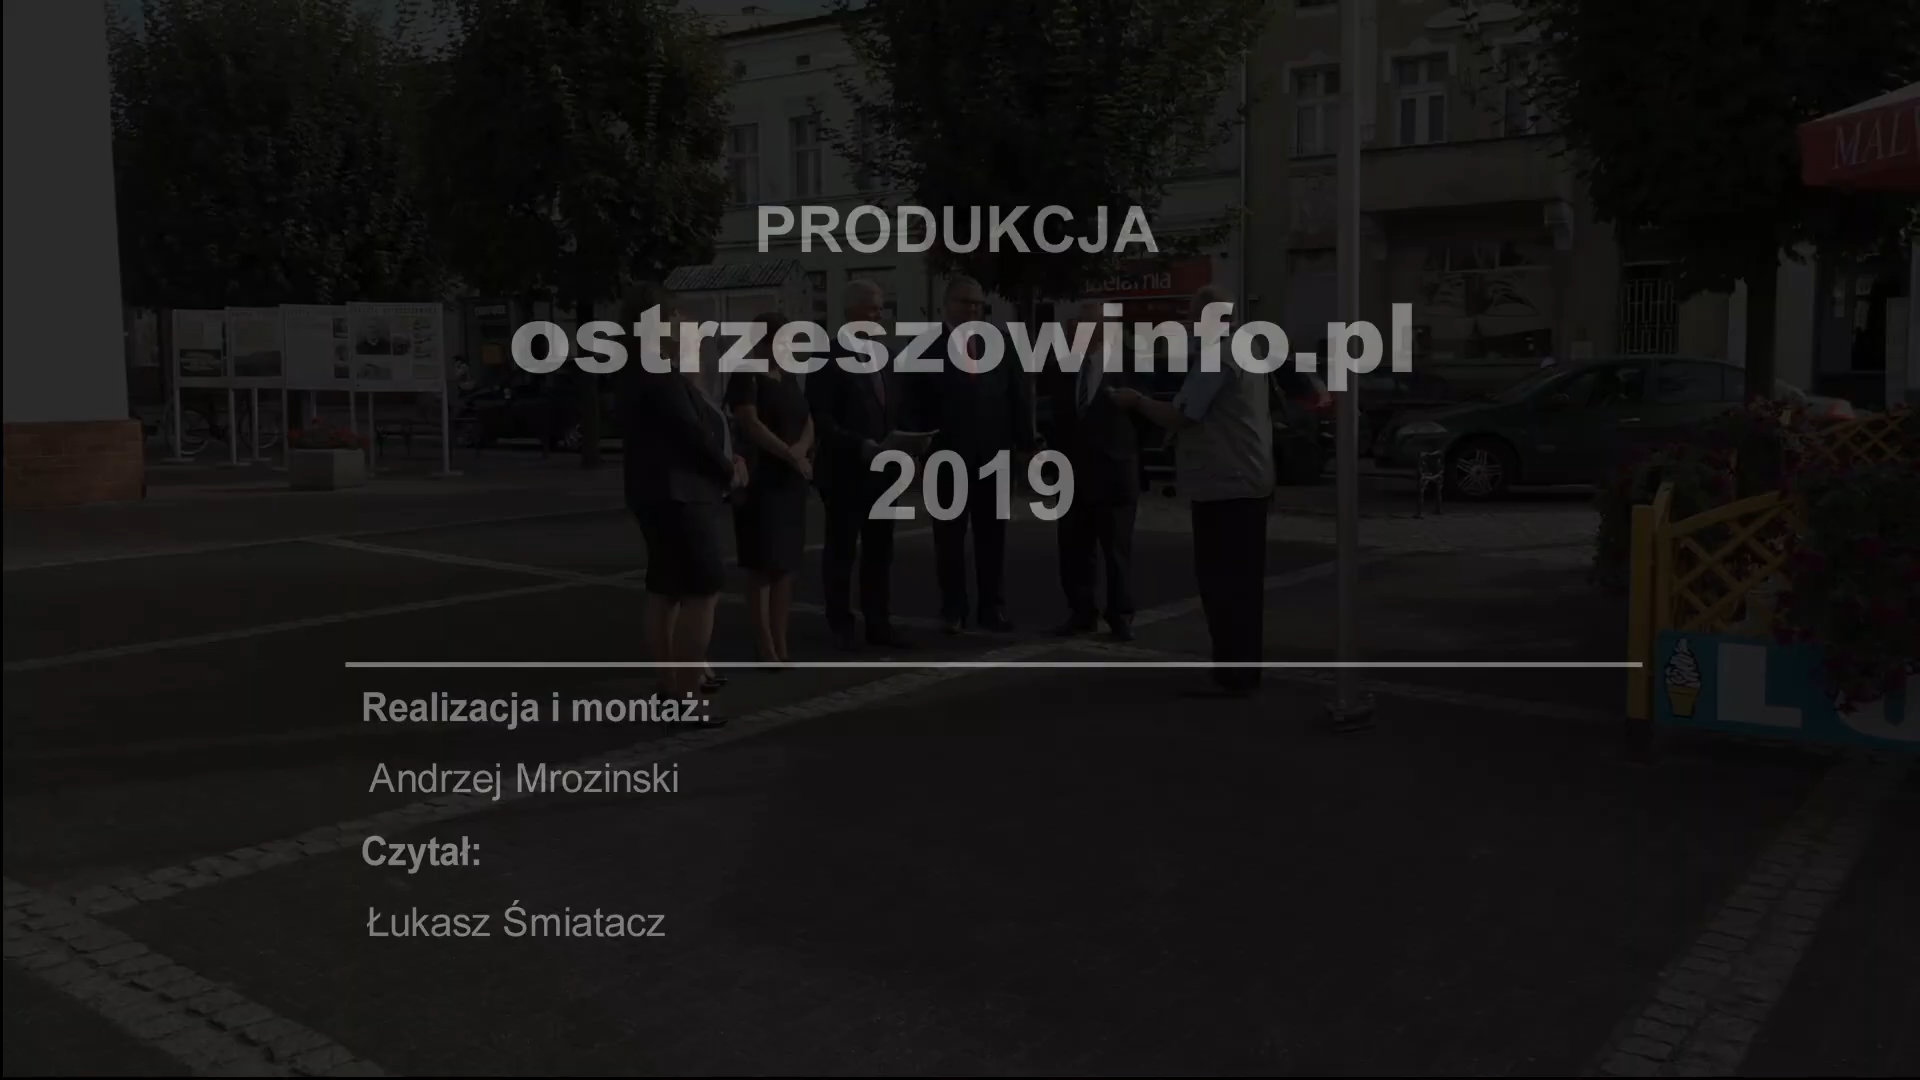 PRODUKCJA
ostrzeszowinfo.pl
2019
Realizacja i montaż:
Andrzej Mrozinski
Czytał:
Łukasz Śmiatacz